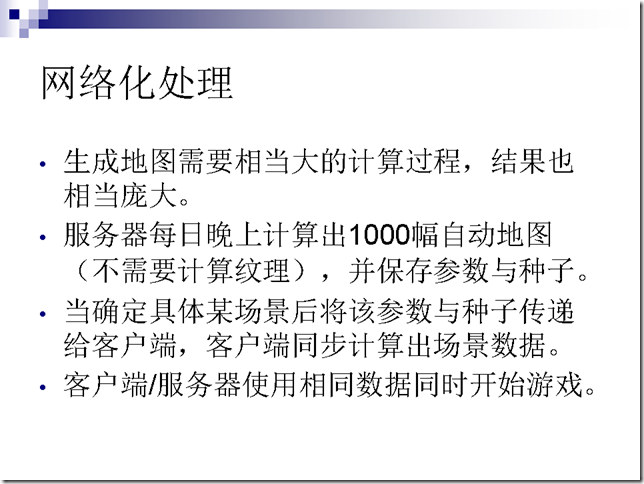 网络化处理
• 生成地图需要相当大的计算过程，结果也
相当庞大。
• 服务器每日晚上计算出1000幅自动地图
（不需要计算纹理），并保存参数与种子。
• 当确定具体某场景后将该参数与种子传递
给客户端，客户端同步计算出场景数据。
• 客户端/服务器使用相同数据同时开始游戏。